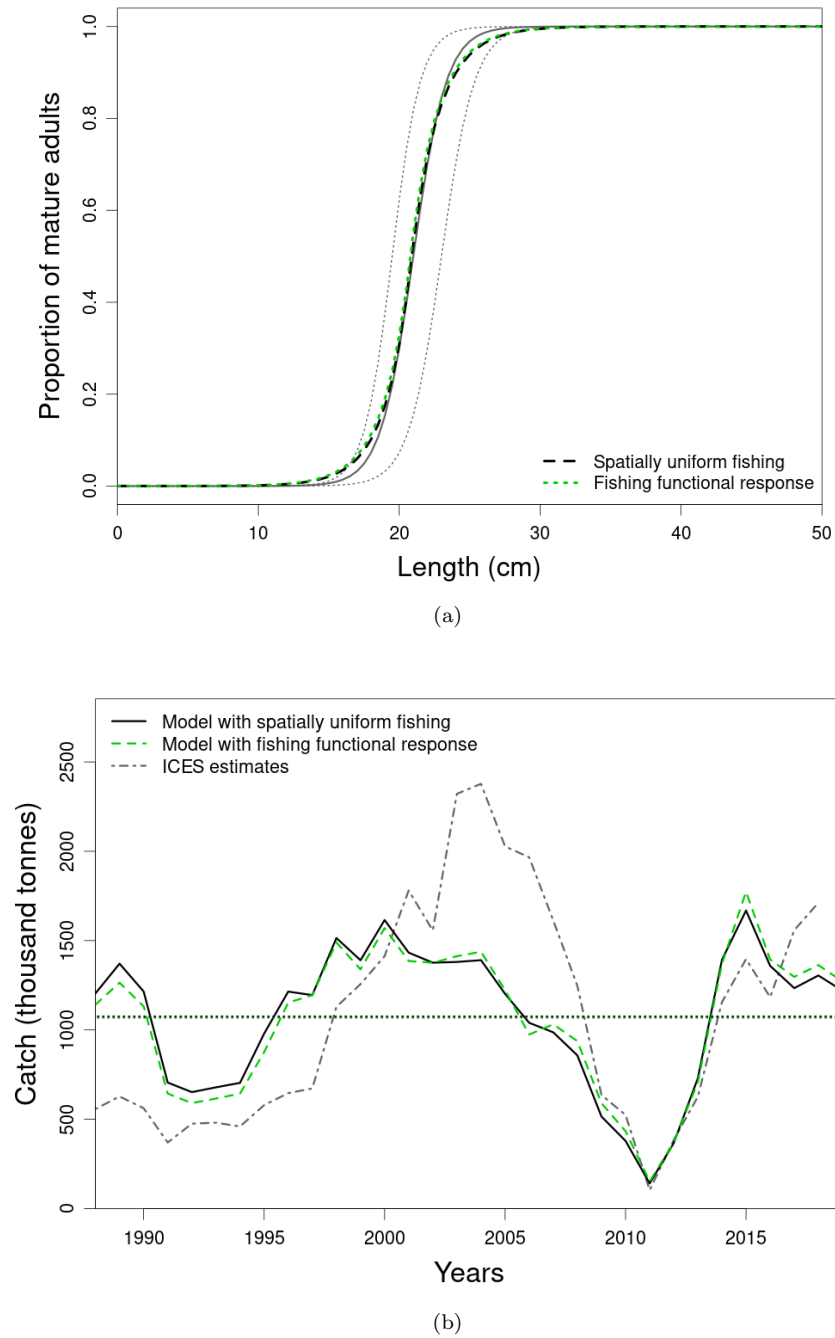 1.0
0.8
0.6
0.4
0.2
0.0
Proportion of mature adults
Spatially uniform fishing
Fishing functional response
0 10 20 30 40 50
Length (cm)
(a)
Model with spatially uniform fishing
Model with fishing functional response
ICES estimates
2500
2000
1500
1000
500
0
Catch (thousand tonnes)
1990 1995 2000 2005 2010 2015
Years
(b)